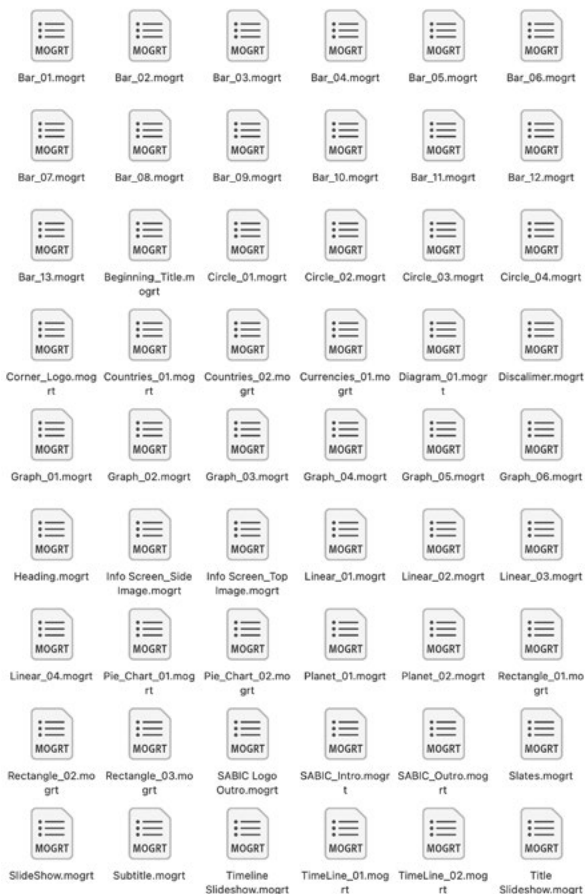 MOGRT MOGRT MOGRT MOGRT MOGRT MOGRT
Bar_01.mogrt Bar_02.mogrt Bar_03.mogrt Bar_04.mogrt Bar_05.mogrt Bar_06.mogrt
MOGRT MOGRT MOGRT MOGRT MOGRT MOGRT
Bar_07.mogrt Bar_08.mogrt Bar_09.mogrt Bar_10.mogrt Bar_11.mogrt Bar_12.mogrt
MOGRT MOGRT MOGRT MOGRT MOGRT MOGRT
Bar_13.mogrt Beginning_Title.m Circle_01.mogrt Circle_02.mogrt Circle_03.mogrt Circle_04.mogrt
ogrt
MOGRT MOGRT MOGRT MOGRT MOGRT MOGRT
Corner_Logo.mog Countries_01.mog Countries_02.mo Currencies_01.mo Diagram_01.mogr Discalimer.mogrt
rt rt grt grt t
MOGRT MOGRT MOGRT MOGRT MOGRT MOGRT
Graph_01.mogrt Graph_02.mogrt Graph_03.mogrt Graph_04.mogrt Graph_05.mogrt Graph_06.mogrt
MOGRT MOGRT MOGRT MOGRT MOGRT MOGRT
Heading.mogrt Info Screen_Side Info Screen_Top Linear_01.mogrt Linear_02.mogrt Linear_03.mogrt
Image.mogrt Image.mogrt
MOGRT MOGRT MOGRT MOGRT MOGRT MOGRT
Linear_04.mogrt Pie_Chart_01.mog Pie_Chart_02.mo Planet_01.mogrt Planet_02.mogrt Rectangle_01.mo
rt grt grt
MOGRT MOGRT MOGRT MOGRT MOGRT MOGRT
Rectangle_02.mo Rectangle_03.mo SABIC Logo SABIC_Intro.mogr SABIC_Outro.mog Slates.mogrt
grt grt Outro.mogrt t rt
MOGRT MOGRT MOGRT MOGRT MOGRT MOGRT
SlideShow.mogrt Subtitle.mogrt Timeline TimeLine_01.mog TimeLine_02.mog Title
Slideshow.mogrt rt rt Slideshow.mogrt